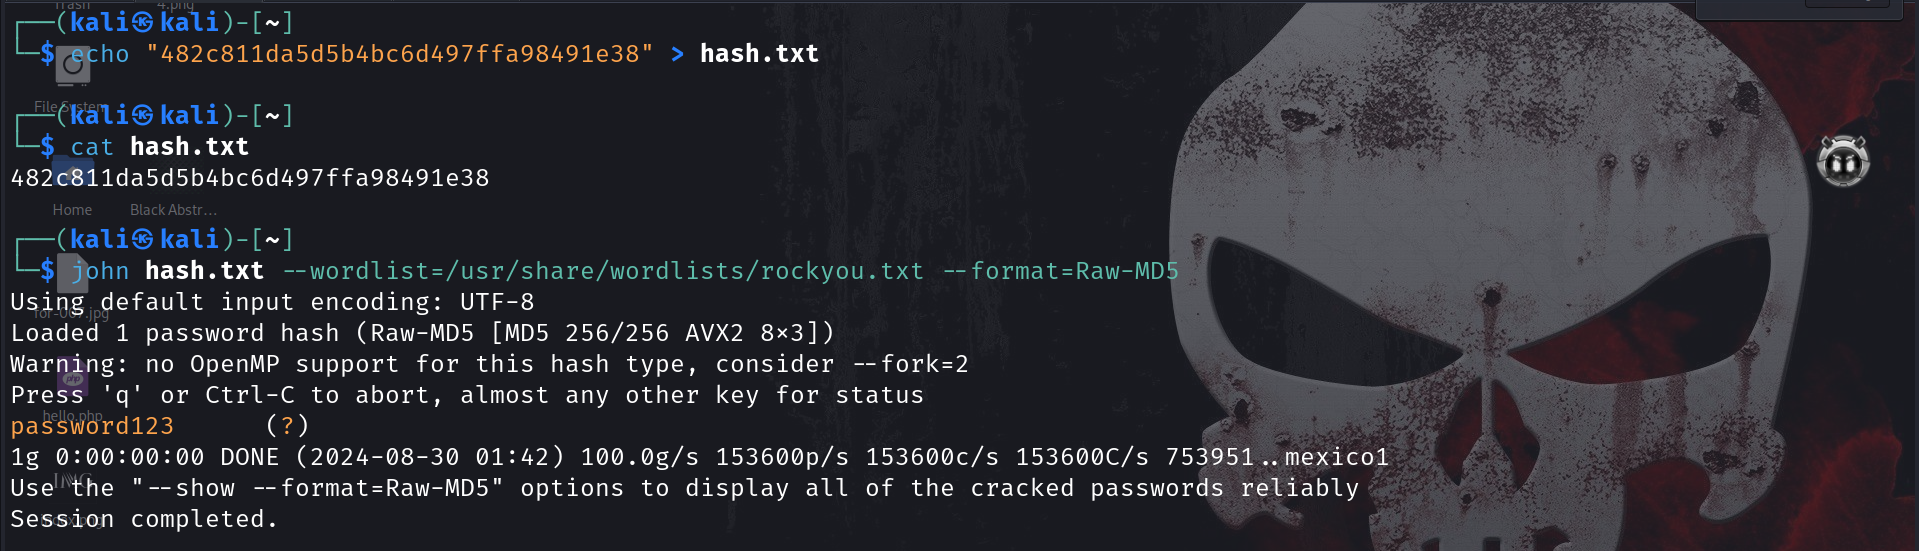 Trash 4.png
┌──(kali㉿kali)-[~]
└─$ echo "482c811da5d5b4bc6d497ffa98491e38" > hash.txt
File System
┌──(kali㉿kali)-[~]
└─$ cat hash.txt
482c811da5d5b4bc6d497ffa98491e38
Home Black Abstr...
┌──(kali㉿kali)-[~]
└─$ john hash.txt --wordlist=/usr/share/wordlists/rockyou.txt --format=Raw-MD5
Using default input encoding: UTF-8
for-007.jpg
Loaded 1 password hash (Raw-MD5 [MD5 256/256 AVX2 8×3])
Warning: no OpenMP support for this hash type, consider --fork=2
php
Press 'q' or Ctrl-C to abort, almost any other key for status
hello.php
password123      (?)
1g 0:00:00:00 DONE (2024-08-30 01:42) 100.0g/s 153600p/s 153600c/s 153600C/s 753951..mexico1
IMG
Use the "--show --format=Raw-MD5" options to display all of the cracked passwords reliably
Session completed.